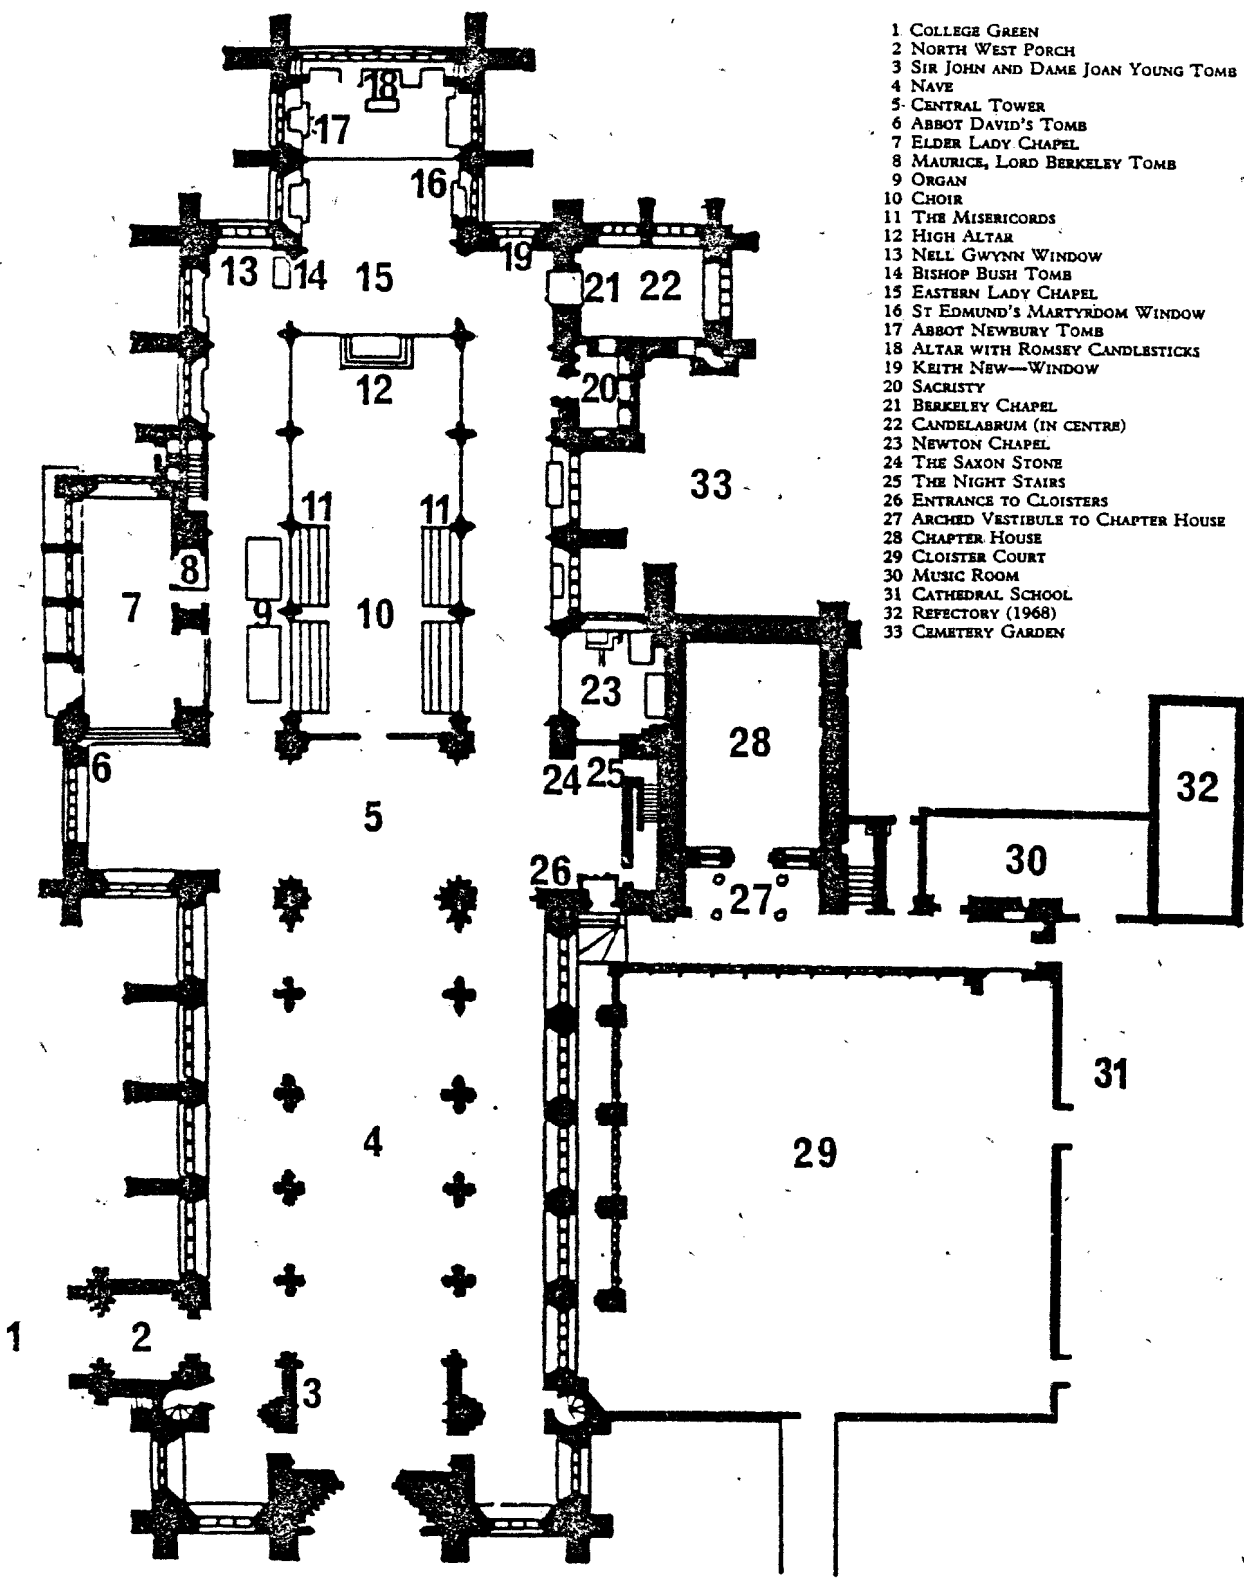 1 COLLEGE GREEN
2 NORTH WEST PORCH
3 SIR JOHN AND DAME JOAN YOUNG TOMB
4 NAVE
5 CENTRAL TOWER
6 ABBOT DAVID'S TOMB
7 ELDER LADY CHAPEL
8 MAURICE, LORD BERKELEY TOMB
9 ORGAN
10 CHOIR
11 THE MISERICORDS
12 HIGH ALTAR
13 NELL GWYNN WINDOW
14 BISHOP BUSH TOMB
15 EASTERN LADY CHAPEL
16 ST EDMUND'S MARTYRDOM WINDOW
17 ABBOT NEWBURY TOMB
18 ALTAR WITH ROMSEY CANDLESTICKS
19 KEITH NEW—WINDOW
20 SACRISTY
21 BERKELEY CHAPEL
22 CANDELABRUM (IN CENTRE)
23 NEWTON CHAPEL
24 THE SAXON STONE
25 THE NIGHT STAIRS
26 ENTRANCE TO CLOISTERS
27 ARCHED VESTIBULE TO CHAPTER HOUSE
28 CHAPTER HOUSE
29 CLOISTER COURT
30 MUSIC ROOM
31 CATHEDRAL SCHOOL
32 REFECTORY (1968)
33 CEMETERY GARDEN
18
17
16
19
13 14 15
21 22
12
20
33
11 11
8
7
9 10
23
28
6
24 25
32
5
30
26
27
31
4
29
1 2
3